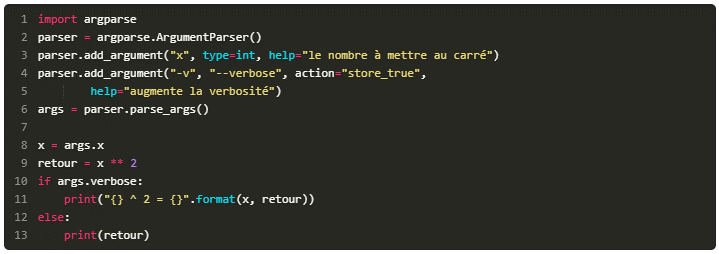 1 import argparse
2 parser = argparse.ArgumentParser()
3 parser.add_argument("x", type=int, help="le nombre à mettre au carré")
4 parser.add_argument("-v", "--verbose", action="store_true",
5         help="augmente la verbosité")
6 args = parser.parse_args()
7
8 x = args.x
9 retour = x ** 2
10 if args.verbose:
11     print("{} ^ 2 = {}".format(x, retour))
12 else:
13     print(retour)